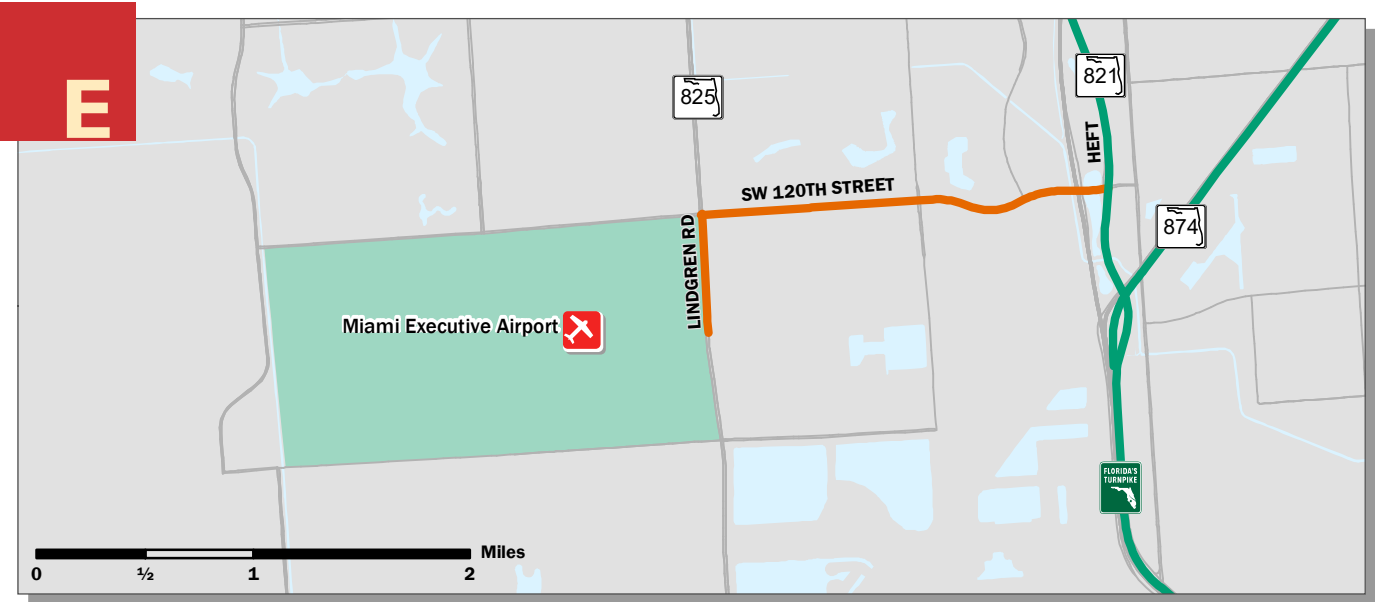 E
825
821
HEFT
SW 120TH STREET
874
LINDGREN RD
Miami Executive Airport
FLORIDA'S
TURNPIKE
Miles
0 ½ 1 2